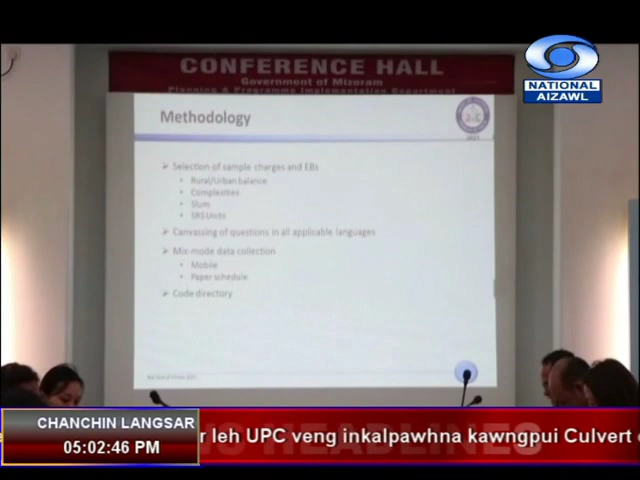 CONFERENCE HALL
Government of Mizoram
Planning & Programme Implementation Department
NATIONAL
AIZAWL
Methodology
Selection of sample charges and EBs
Rural/Urban balance
Complexities
Slum
SRS Units
Canvassing of questions in all applicable languages
Mix-mode data collection
Mobile
Paper schedule
Code directory
CHANCHIN LANGSAR
05:02:46 PM
r leh UPC veng inkalpawhna kawngpui Culvert
HEADLINES